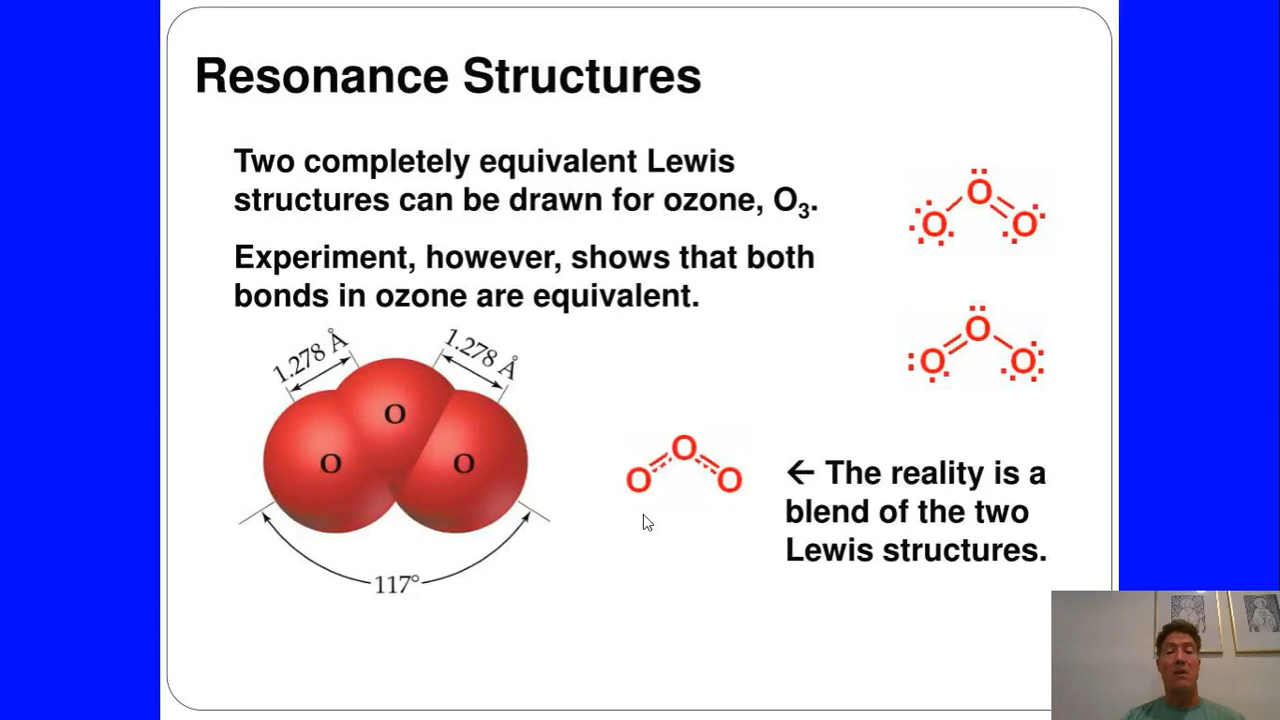 Resonance Structures
Two completely equivalent Lewis
structures can be drawn for ozone, O₃.
Experiment, however, shows that both
bonds in ozone are equivalent.
O
O O
O
O O
1.278 Å 1.278 Å
O
O O
117°
O
O O
← The reality is a
blend of the two
Lewis structures.